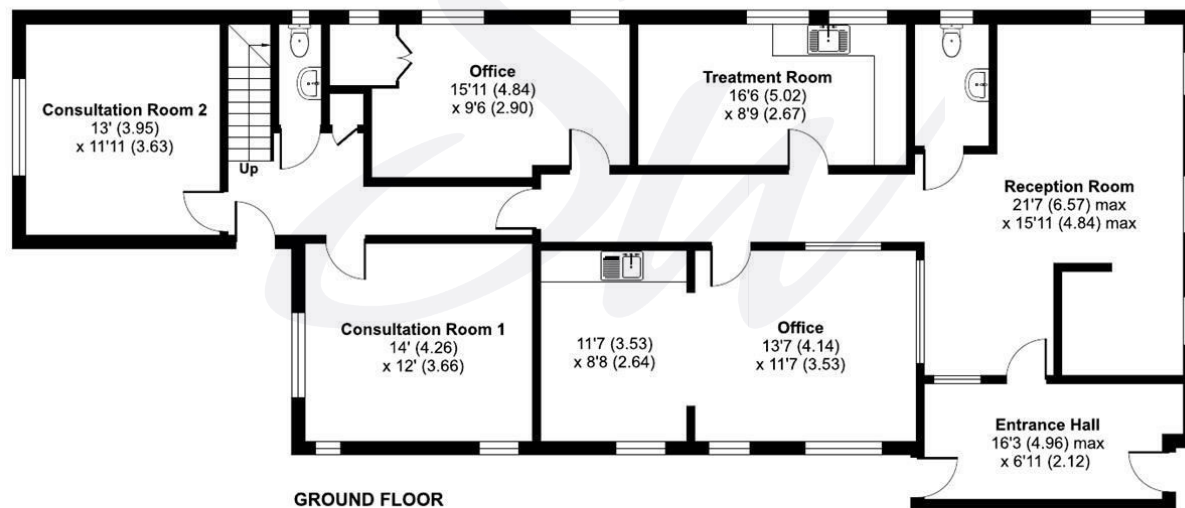 Consultation Room 2
13' (3.95)
x 11'11 (3.63)
Up
Office
15'11 (4.84)
x 9'6 (2.90)
Treatment Room
16'6 (5.02)
x 8'9 (2.67)
Reception Room
21'7 (6.57) max
x 15'11 (4.84) max
Consultation Room 1
14' (4.26)
x 12' (3.66)
11'7 (3.53)
x 8'8 (2.64)
Office
13'7 (4.14)
x 11'7 (3.53)
Entrance Hall
16'3 (4.96) max
x 6'11 (2.12)
GROUND FLOOR